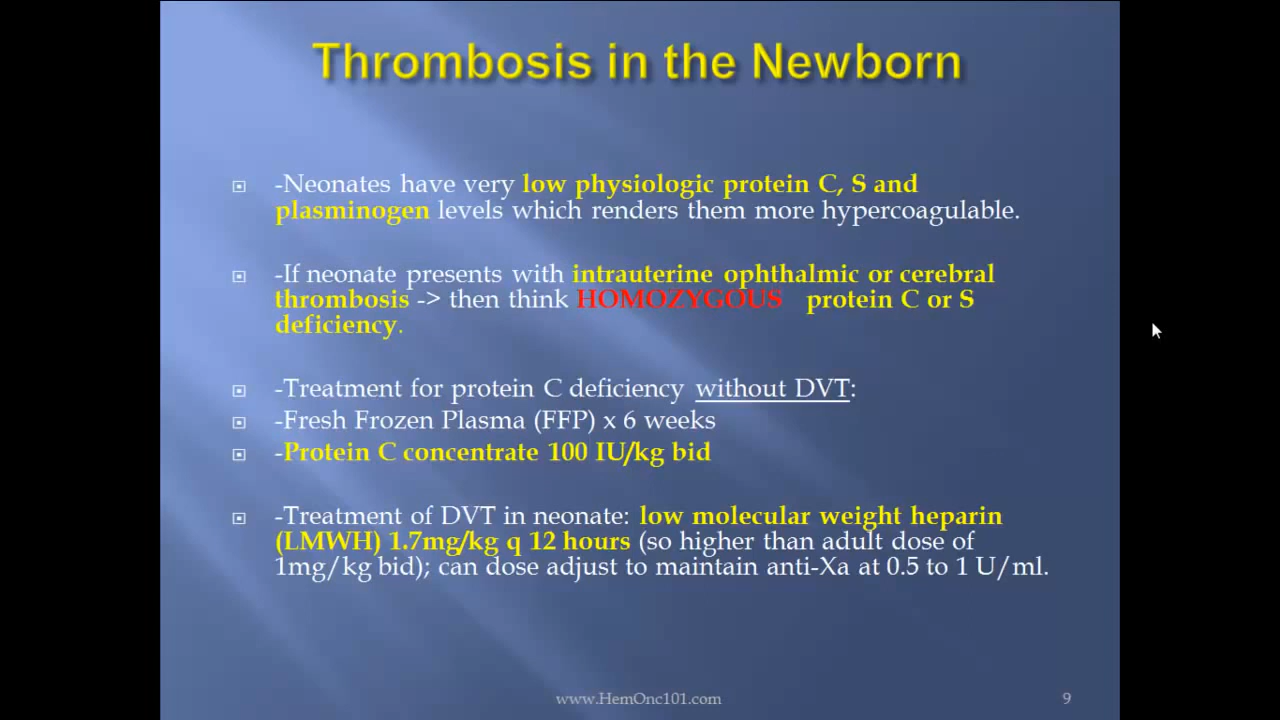 Thrombosis in the Newborn
-Neonates have very low physiologic protein C, S and
plasminogen levels which renders them more hypercoagulable.
-If neonate presents with intrauterine ophthalmic or cerebral
thrombosis -> then think HOMOZYGOUS protein C or S
deficiency.
-Treatment for protein C deficiency without DVT:
-Fresh Frozen Plasma (FFP) x 6 weeks
-Protein C concentrate 100 IU/kg bid
-Treatment of DVT in neonate: low molecular weight heparin
(LMWH) 1.7mg/kg q 12 hours (so higher than adult dose of
1mg/kg bid); can dose adjust to maintain anti-Xa at 0.5 to 1 U/ml.
www.HemOnc101.com
9